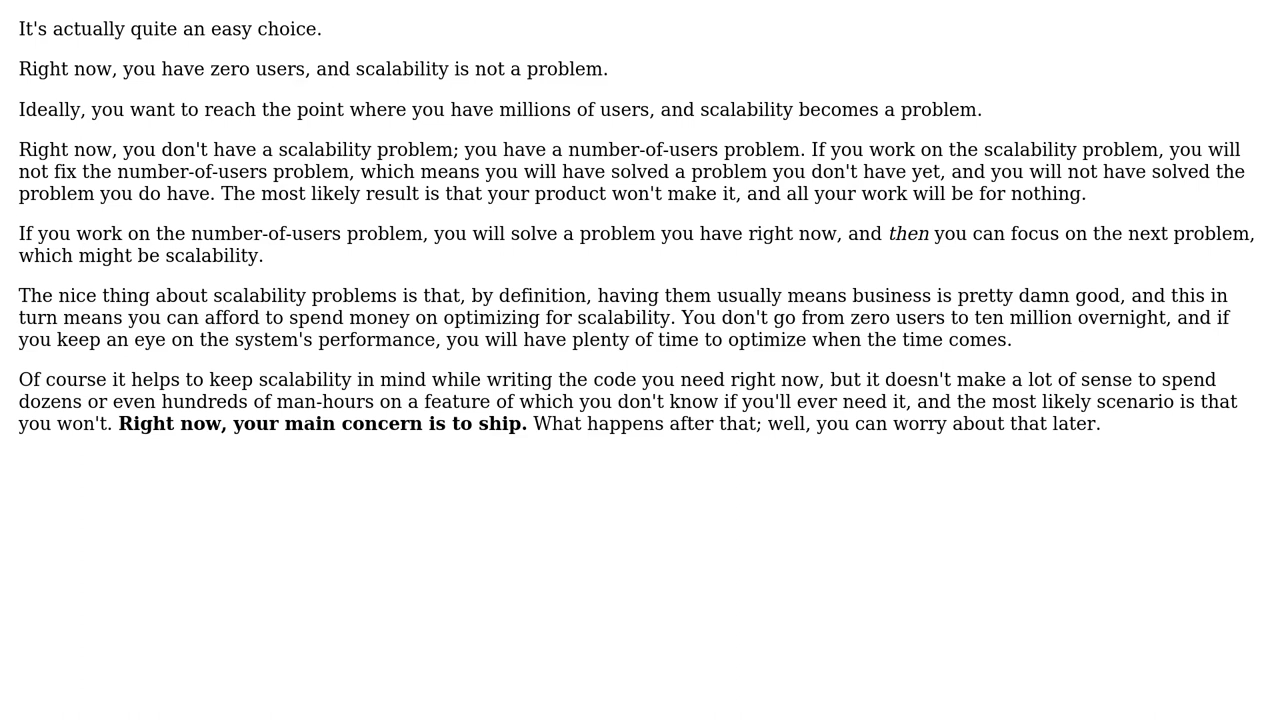 It's actually quite an easy choice.
Right now, you have zero users, and scalability is not a problem.
Ideally, you want to reach the point where you have millions of users, and scalability becomes a problem.
Right now, you don't have a scalability problem; you have a number-of-users problem. If you work on the scalability problem, you will
not fix the number-of-users problem, which means you will have solved a problem you don't have yet, and you will not have solved the
problem you do have. The most likely result is that your product won't make it, and all your work will be for nothing.
If you work on the number-of-users problem, you will solve a problem you have right now, and then you can focus on the next problem,
which might be scalability.
The nice thing about scalability problems is that, by definition, having them usually means business is pretty damn good, and this in
turn means you can afford to spend money on optimizing for scalability. You don't go from zero users to ten million overnight, and if
you keep an eye on the system's performance, you will have plenty of time to optimize when the time comes.
Of course it helps to keep scalability in mind while writing the code you need right now, but it doesn't make a lot of sense to spend
dozens or even hundreds of man-hours on a feature of which you don't know if you'll ever need it, and the most likely scenario is that
you won't. Right now, your main concern is to ship. What happens after that; well, you can worry about that later.